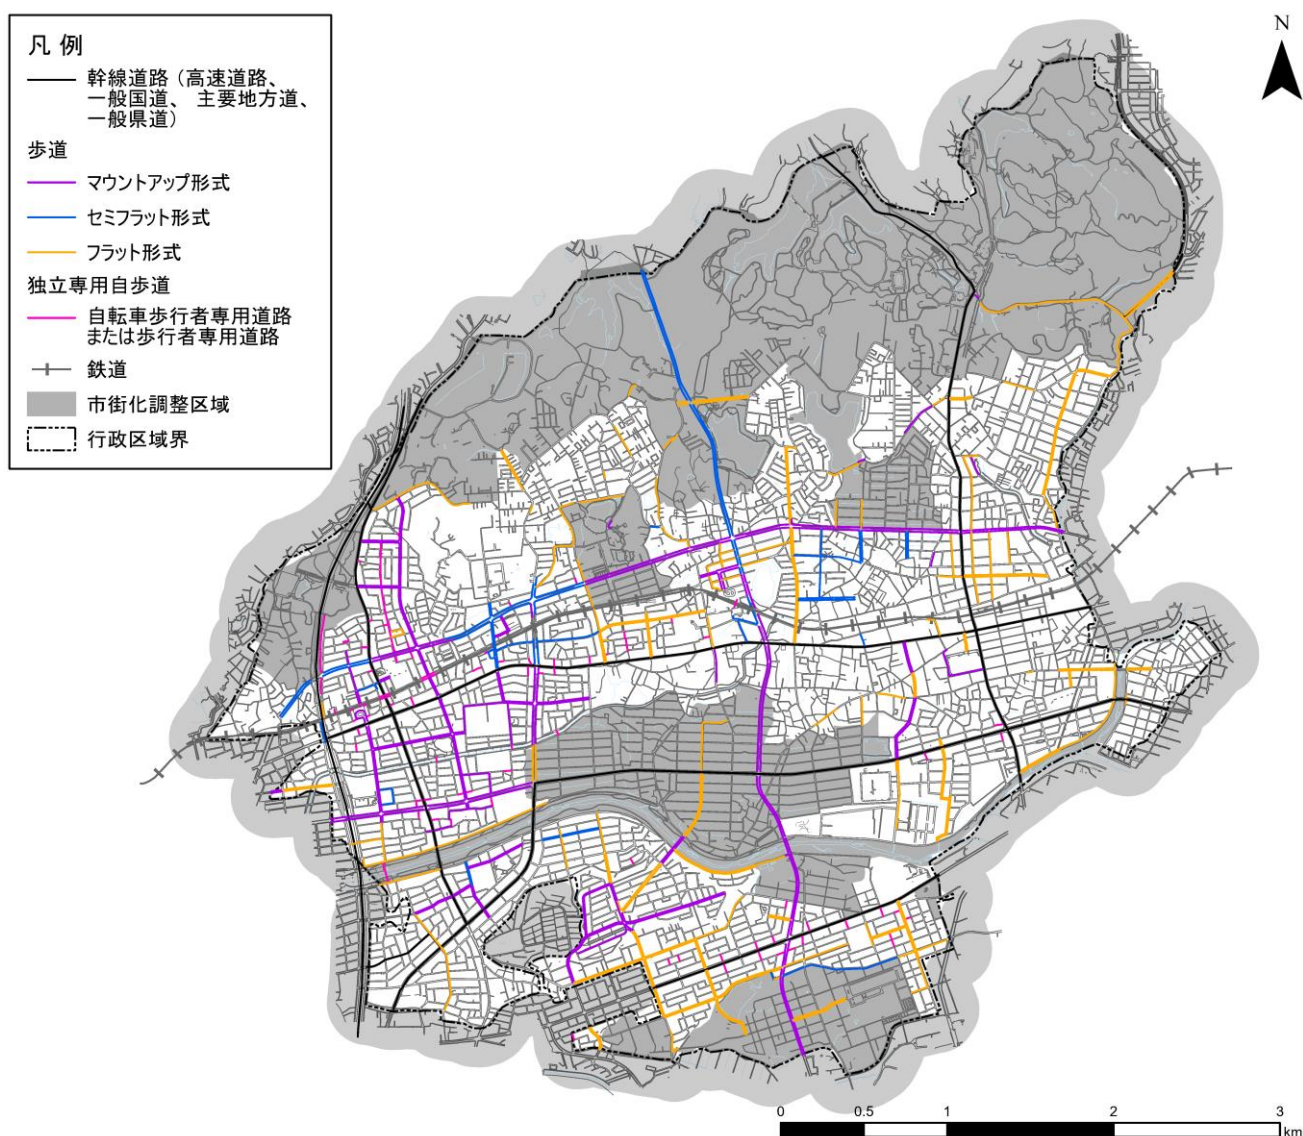 凡 例
幹線道路（高速道路、
一般国道、 主要地方道、
一般県道）
歩道
マウントアップ形式
セミフラット形式
フラット形式
独立専用自歩道
自転車歩行者専用道路
または歩行者専用道路
鉄道
市街化調整区域
行政区域界
N
0 0.5 1 2 3
km